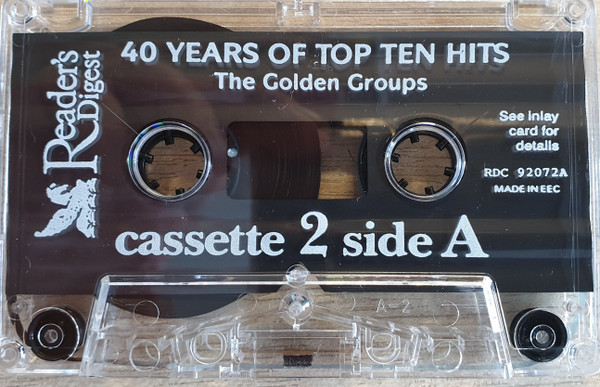 Reader's
Digest
40 YEARS OF TOP TEN HITS
The Golden Groups
See inlay
card for
details
RDC 92072A
MADE IN EEC
cassette 2 side A
A-2